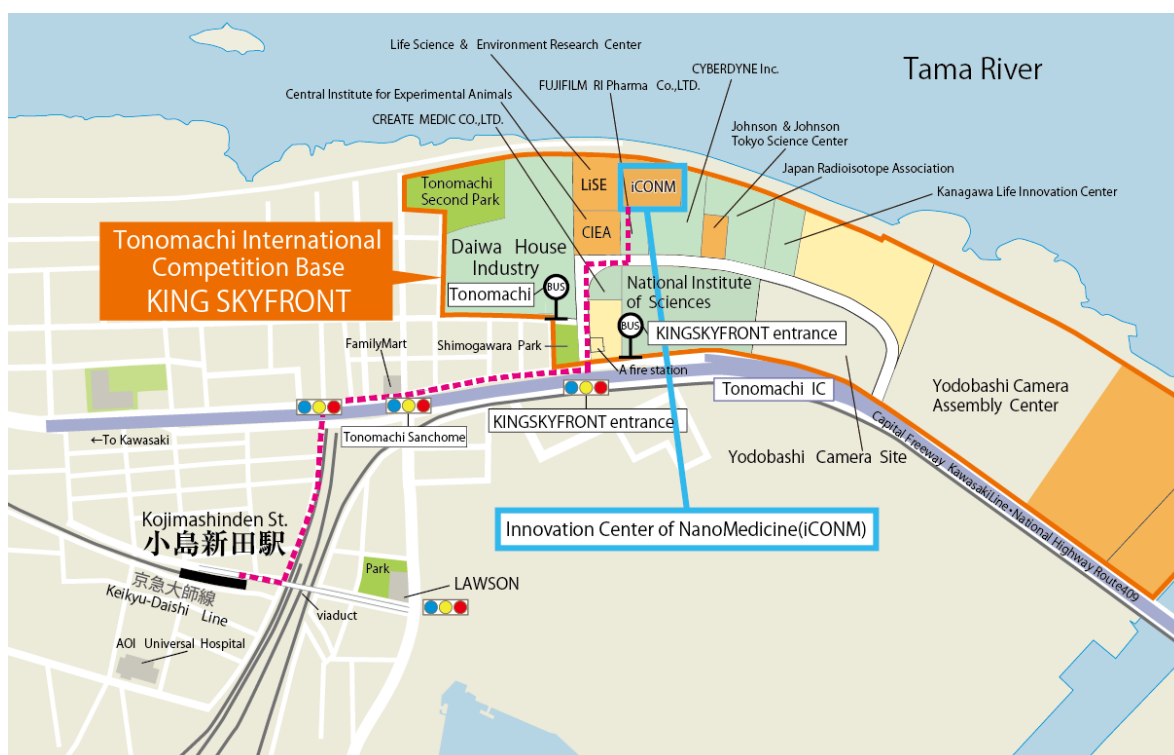 Life Science & Environment Research Center
Tama River
CYBERDYNE Inc.
FUJIFILM RI Pharma Co.,LTD.
Central Institute for Experimental Animals
CREATE MEDIC CO.,LTD.
Johnson & Johnson
Tokyo Science Center
Japan Radioisotope Association
Kanagawa Life Innovation Center
Tonomachi
Second Park
LiSE
iCONM
CIEA
Tonomachi International
Competition Base
KING SKYFRONT
Daiwa House
Industry
BUS
Tonomachi
National Institute
of Sciences
BUS
KINGSKYFRONT entrance
FamilyMart
Shimogawara Park
A fire station
Tonomachi IC
Yodobashi Camera
Assembly Center
KINGSKYFRONT entrance
Tonomachi Sanchome
←To Kawasaki
Yodobashi Camera Site
Capital Freeway KawasakiLine・National Highway Route409
Innovation Center of NanoMedicine(iCONM)
Kojimashinden St.
小島新田駅
京急大師線
Keikyu-Daishi Line
Park
LAWSON
viaduct
AOI Universal Hospital